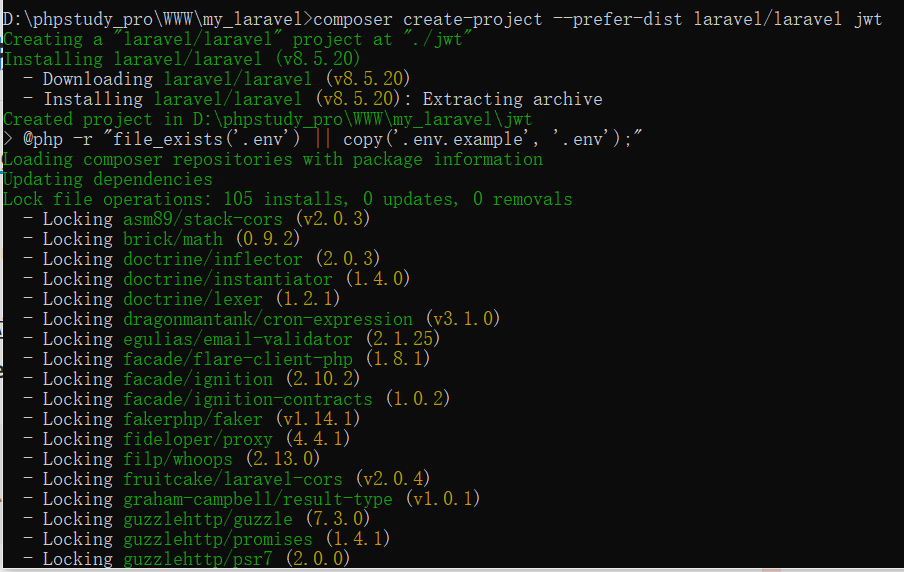 D:\phpstudy_pro\WWW\my_laravel>composer create-project --prefer-dist laravel/laravel jwt
Creating a "laravel/laravel" project at "./jwt"
Installing laravel/laravel (v8.5.20)
  - Downloading laravel/laravel (v8.5.20)
  - Installing laravel/laravel (v8.5.20): Extracting archive
Created project in D:\phpstudy_pro\WWW\my_laravel\jwt
> @php -r "file_exists('.env') || copy('.env.example', '.env');"
Loading composer repositories with package information
Updating dependencies
Lock file operations: 105 installs, 0 updates, 0 removals
  - Locking asm89/stack-cors (v2.0.3)
  - Locking brick/math (0.9.2)
  - Locking doctrine/inflector (2.0.3)
  - Locking doctrine/instantiator (1.4.0)
  - Locking doctrine/lexer (1.2.1)
  - Locking dragonmantank/cron-expression (v3.1.0)
  - Locking egulias/email-validator (2.1.25)
  - Locking facade/flare-client-php (1.8.1)
  - Locking facade/ignition (2.10.2)
  - Locking facade/ignition-contracts (1.0.2)
  - Locking fakerphp/faker (v1.14.1)
  - Locking fideloper/proxy (4.4.1)
  - Locking filp/whoops (2.13.0)
  - Locking fruitcake/laravel-cors (v2.0.4)
  - Locking graham-campbell/result-type (v1.0.1)
  - Locking guzzlehttp/guzzle (7.3.0)
  - Locking guzzlehttp/promises (1.4.1)
  - Locking guzzlehttp/psr7 (2.0.0)